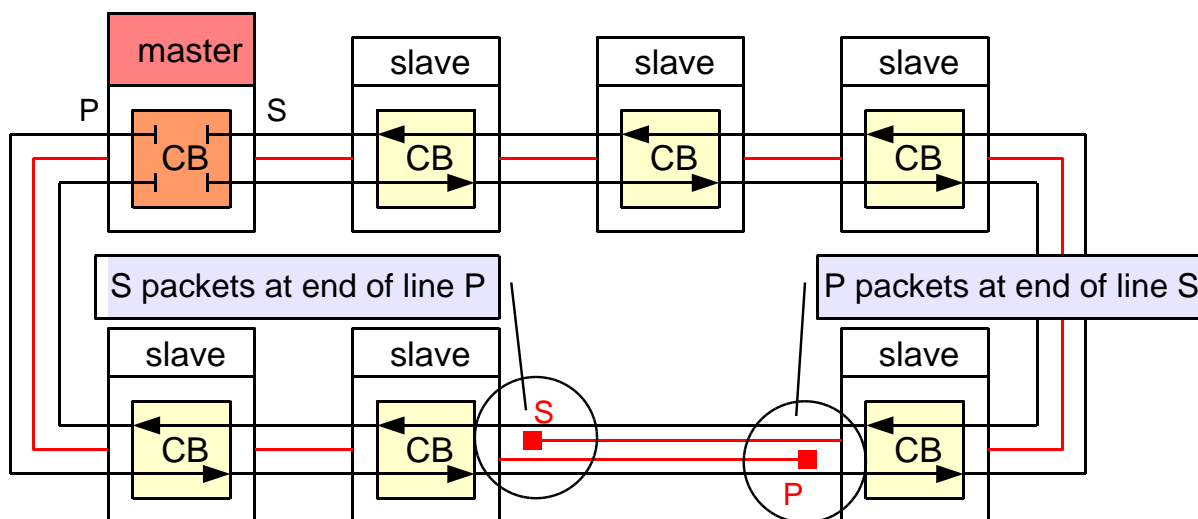 master
slave
slave
slave
P
S
CB
CB
CB
CB
S packets at end of line P
P packets at end of line S
slave
slave
slave
S
CB
CB
CB
P